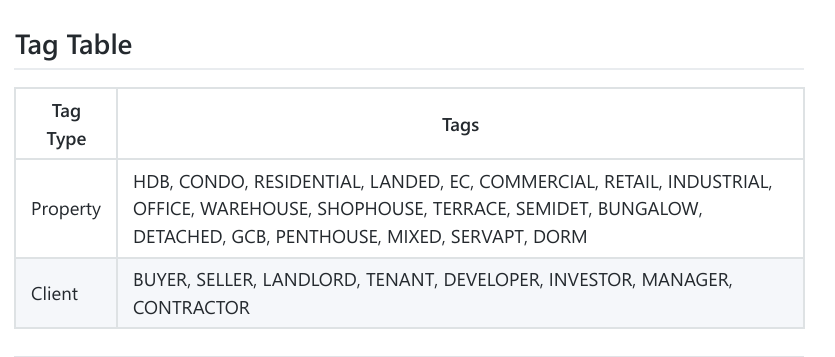 Tag Table
Tag
Type
Tags
Property
HDB, CONDO, RESIDENTIAL, LANDED, EC, COMMERCIAL, RETAIL, INDUSTRIAL,
OFFICE, WAREHOUSE, SHOPHOUSE, TERRACE, SEMIDET, BUNGALOW,
DETACHED, GCB, PENTHOUSE, MIXED, SERVAPT, DORM
Client
BUYER, SELLER, LANDLORD, TENANT, DEVELOPER, INVESTOR, MANAGER,
CONTRACTOR